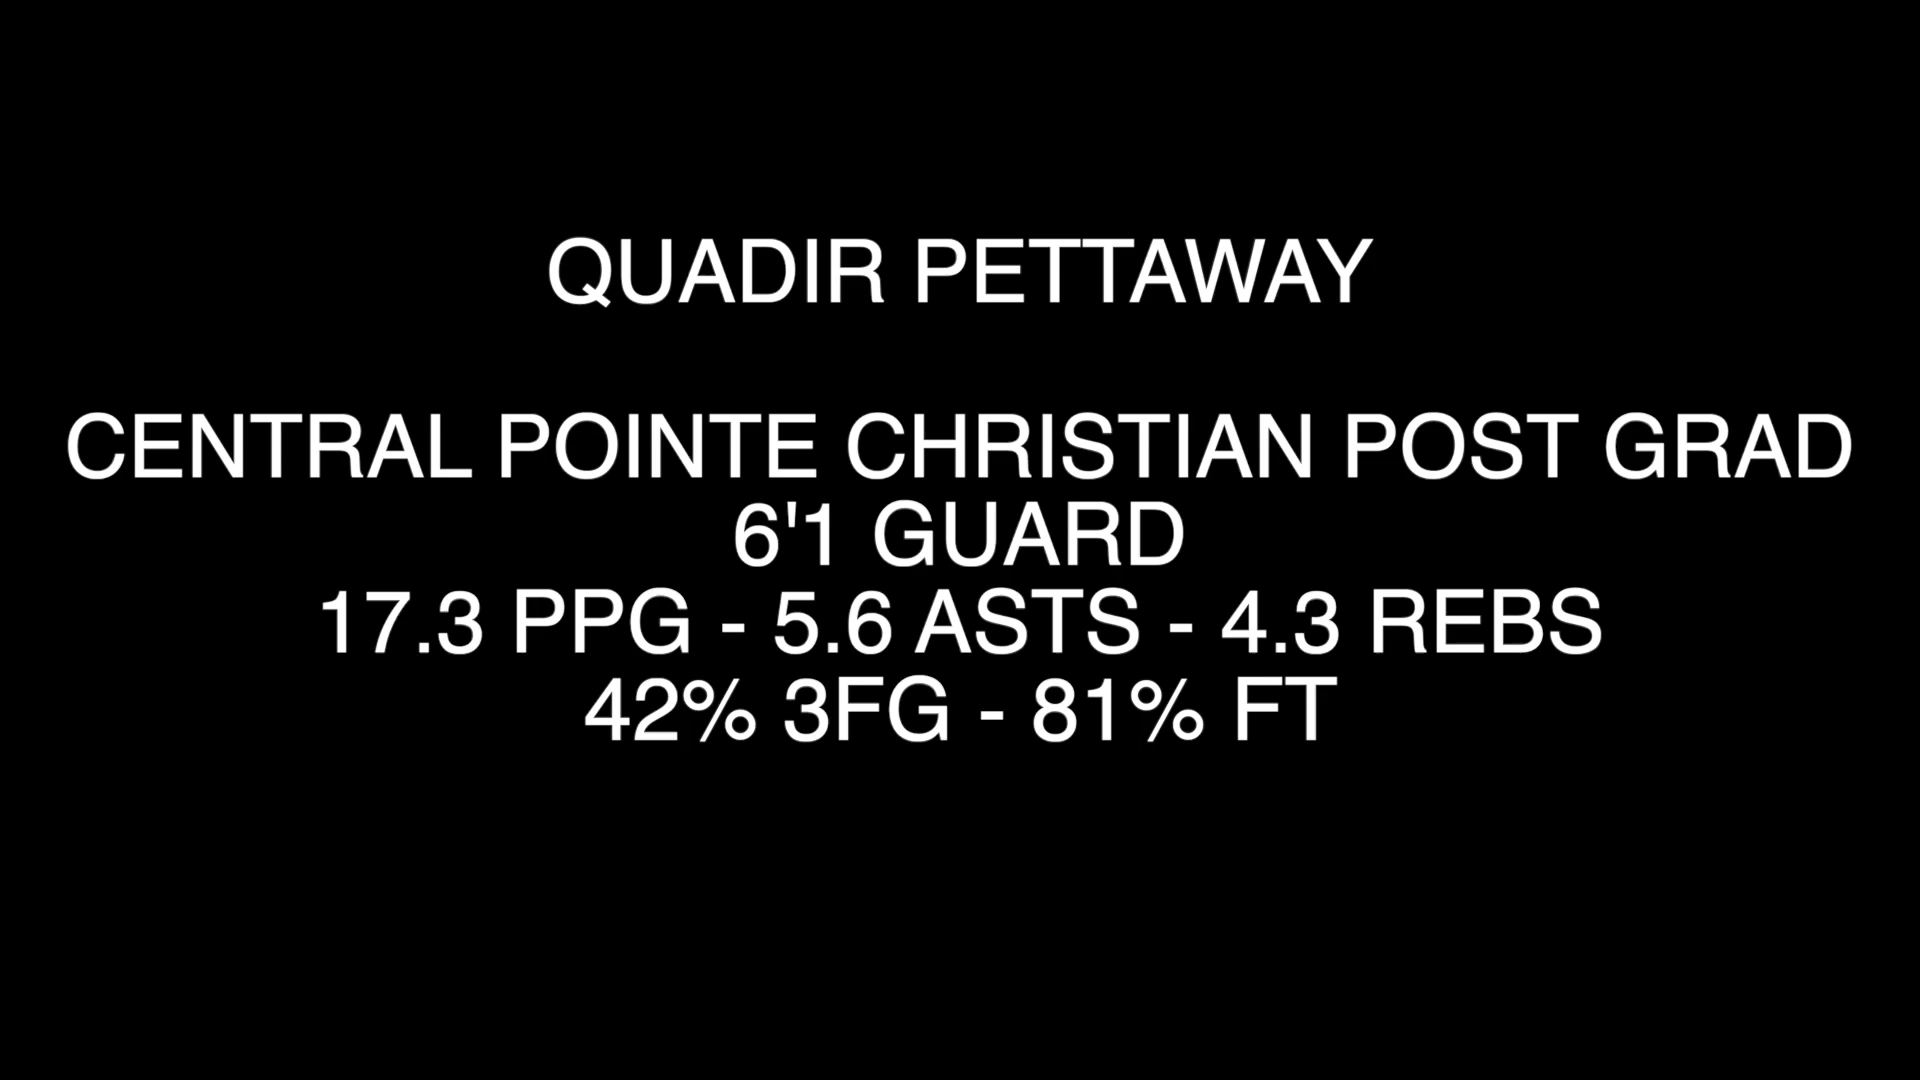 QUADIR PETTAWAY
CENTRAL POINTE CHRISTIAN POST GRAD
6'1 GUARD
17.3 PPG - 5.6 ASTS - 4.3 REBS
42% 3FG - 81% FT